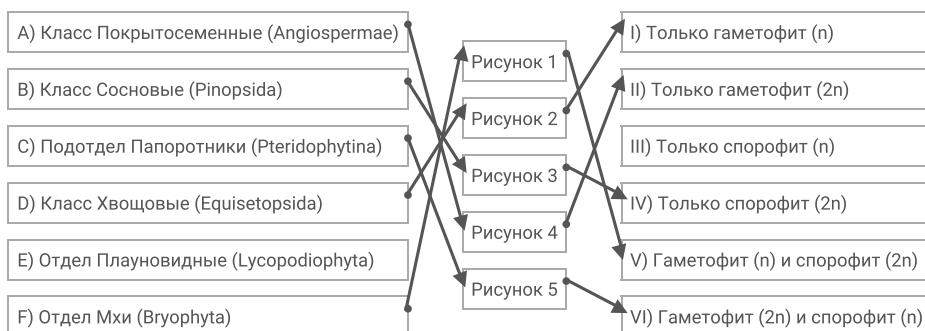 A) Класс Покрытосеменные (Angiospermae)
B) Класс Сосновые (Pinopsida)
C) Подотдел Папоротники (Pteridophytina)
D) Класс Хвощовые (Equisetopsida)
E) Отдел Плауновидные (Lycopodiophyta)
F) Отдел Мхи (Bryophyta)
Рисунок 1
Рисунок 2
Рисунок 3
Рисунок 4
Рисунок 5
I) Только гаметофит (n)
II) Только гаметофит (2n)
III) Только спорофит (n)
IV) Только спорофит (2n)
V) Гаметофит (n) и спорофит (2n)
VI) Гаметофит (2n) и спорофит (n)